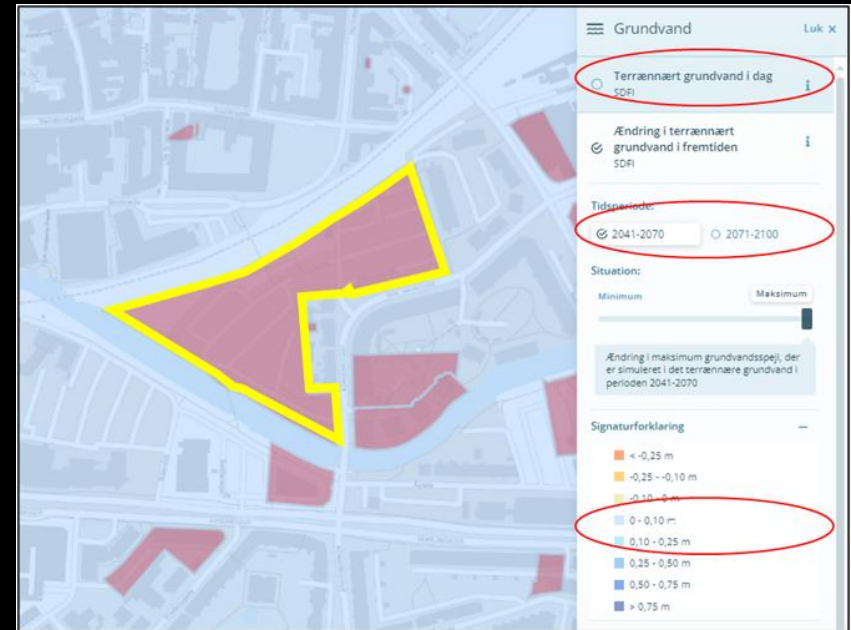 Grundvand
Luk ×
Terrænnært grundvand i dag
SDFI
Ændring i terrænnært
grundvand i fremtiden
SDFI
Tidsperiode:
2041-2070
2071-2100
Situation:
Minimum
Maksimum
Ændring i maksimum grundvandsspejl, der
er simuleret i det terrænnære grundvand i
perioden 2041-2070
Signaturforklaring
< -0,25 m
-0,25 - -0,10 m
-0,10 - 0 m
0 - 0,10 m
0,10 - 0,25 m
0,25 - 0,50 m
0,50 - 0,75 m
> 0,75 m